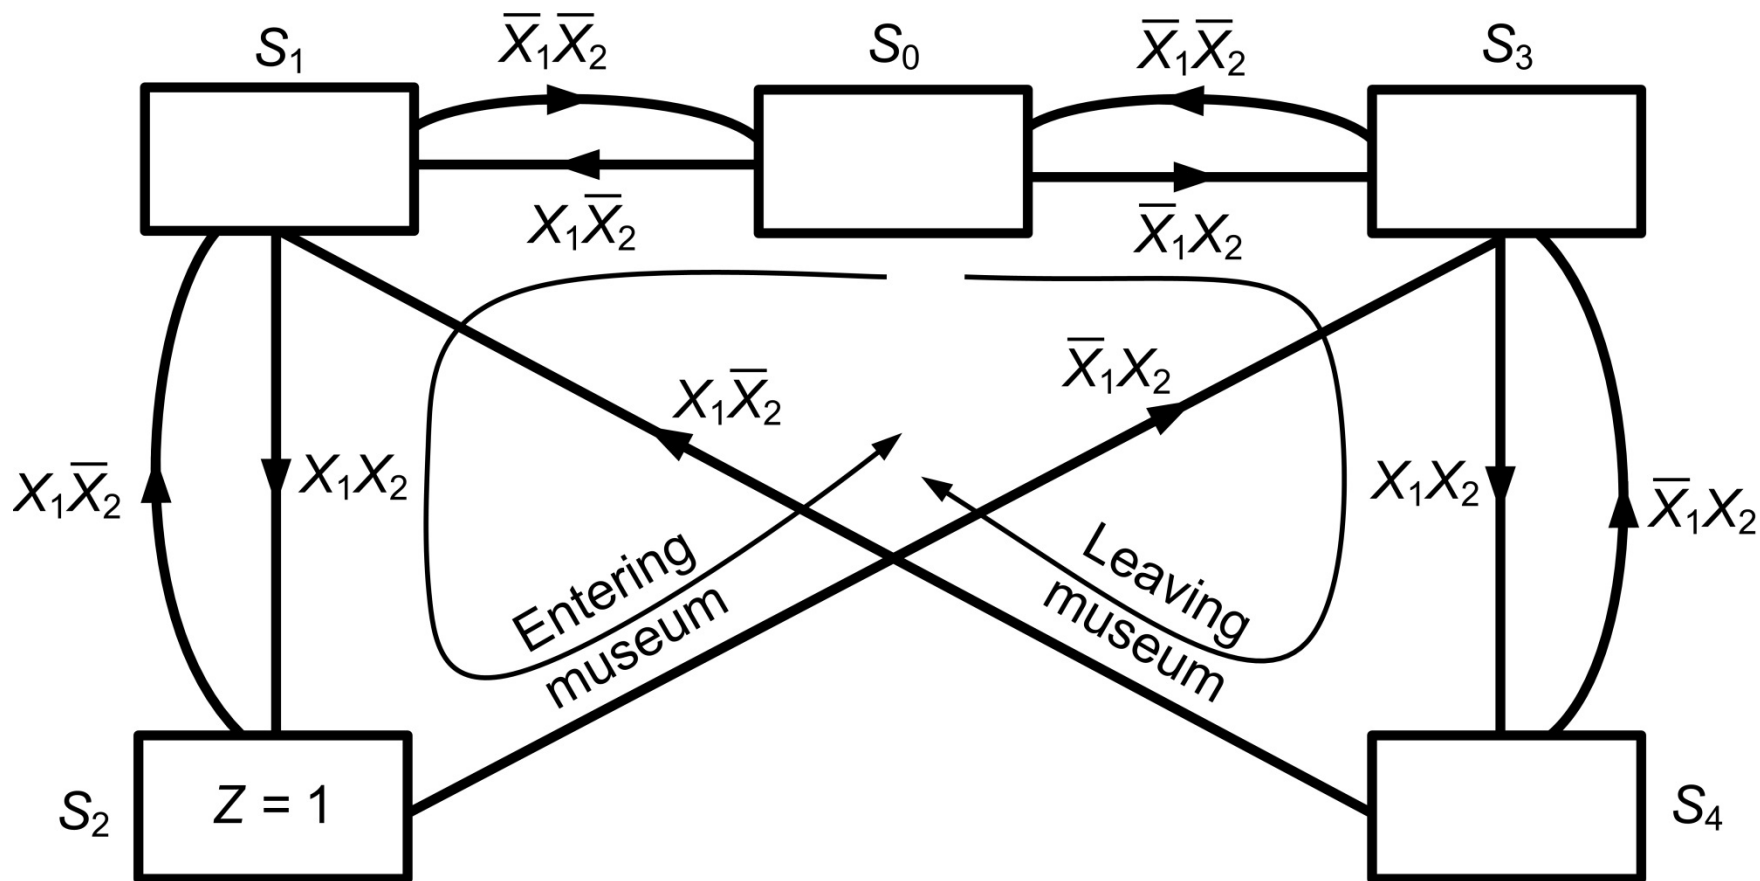 S₁
X̅₁X̅₂
S₀
X̅₁X̅₂
S₃
X₁X̅₂
X̅₁X₂
X₁X̅₂
X̅₁X₂
X₁X̅₂
X₁X₂
X₁X₂
X̅₁X₂
Entering
museum
Leaving
museum
S₂
Z = 1
S₄